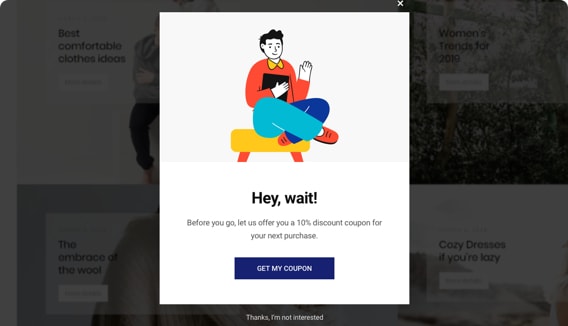 Best
comfortable
clothes ideas
Women's
Trends for
2019
Hey, wait!
Before you go, let us offer you a 10% discount coupon for
your next purchase.
GET MY COUPON
The
embrace of
the wool
Cozy Dresses
if you're lazy
Thanks, I'm not interested